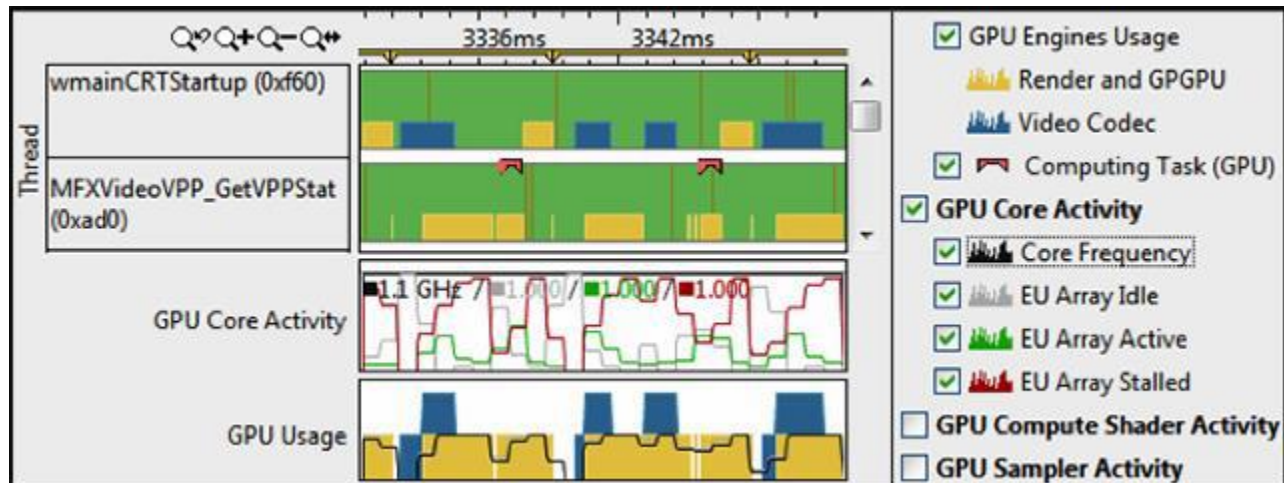 3336ms 3342ms
Thread
wmainCRTStartup (0xf60)
MFXVideoVPP_GetVPPStat
(0xad0)
GPU Core Activity
1.1 GHz / 1.000 / 1.000 / 1.000
GPU Usage
GPU Engines Usage
Render and GPGPU
Video Codec
Computing Task (GPU)
GPU Core Activity
Core Frequency
EU Array Idle
EU Array Active
EU Array Stalled
GPU Compute Shader Activity
GPU Sampler Activity